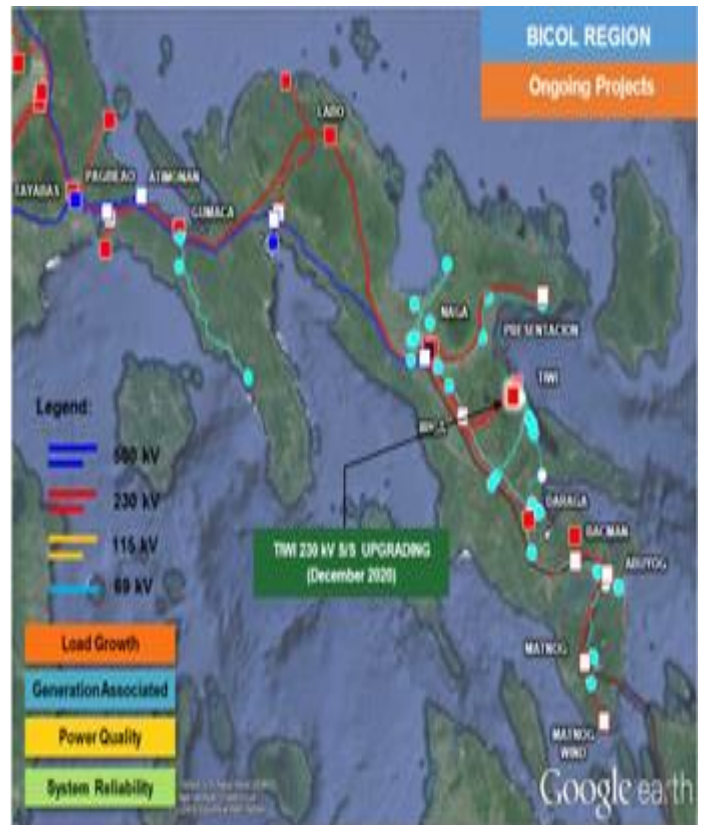 BICOL REGION
Ongoing Projects
LABO
TAYABAS
PAGBILAO
ATIMONAN
GUMACA
NAGA
PRESENTACION
TIWI
DARAGA
BACMAN
ABUYOG
MATNOG
MATNOG
WIND
Legend:
500 kV
230 kV
115 kV
69 kV
TIWI 230 kV S/S UPGRADING
(December 2020)
Load Growth
Generation Associated
Power Quality
System Reliability
Google earth